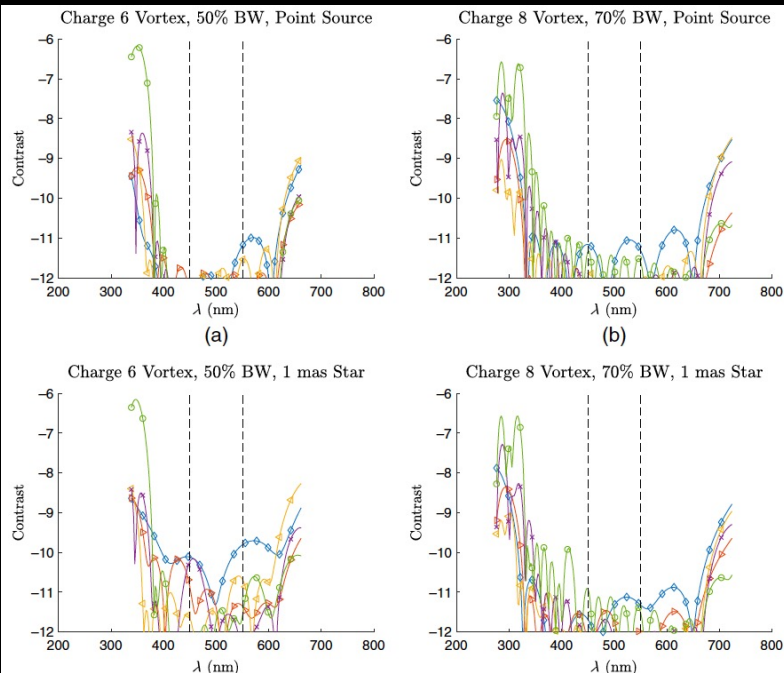 Charge 6 Vortex, 50% BW, Point Source
−6
−7
−8
−9
−10
−11
−12
Contrast
200 300 400 500 600 700 800
λ (nm)
(a)
Charge 8 Vortex, 70% BW, Point Source
−6
−7
−8
−9
−10
−11
−12
Contrast
200 300 400 500 600 700 800
λ (nm)
(b)
Charge 6 Vortex, 50% BW, 1 mas Star
−6
−7
−8
−9
−10
−11
−12
Contrast
200 300 400 500 600 700 800
λ (nm)
Charge 8 Vortex, 70% BW, 1 mas Star
−6
−7
−8
−9
−10
−11
−12
Contrast
200 300 400 500 600 700 800
λ (nm)